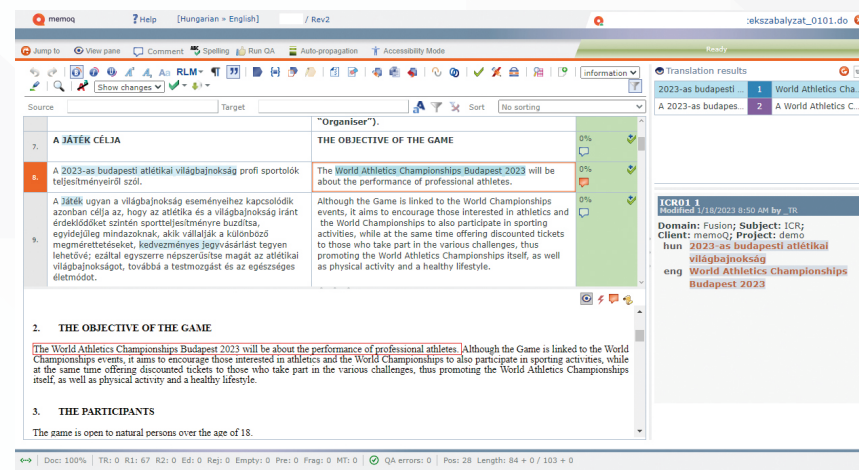 memoq ? Help [Hungarian » English] / Rev2 :ekszabalyzat_0101.do
Jump to View pane Comment Spelling Run QA Auto-propagation Accessibility Mode Ready
A A, Aa RLM ¶ information
Show changes
Translation results
Source Target Sort No sorting
2023-as budapesti ... 1 World Athletics Cha..
A 2023-as budapes... 2 A World Athletics C...
"Organiser").
7. A JÁTÉK CÉLJA THE OBJECTIVE OF THE GAME 0%
8. A 2023-as budapesti atlétikai világbajnokság profi sportolók
teljesítményeiről szól.
The World Athletics Championships Budapest 2023 will be
about the performance of professional athletes.
0%
9. A Játék ugyan a világbajnokság eseményeihez kapcsolódik
azonban célja az, hogy az atlétika és a világbajnokság iránt
érdeklődőket szintén sportteljesítményre buzdítsa,
egyidejűleg mindazoknak, akik vállalják a különböző
megmérettetéseket, kedvezményes jegyvásárlást tegyen
lehetővé; ezáltal egyszerre népszerűsítse magát az atlétikai
világbajnokságot, továbbá a testmozgást és az egészséges
életmódot.
Although the Game is linked to the World Athletics Championships
events, it aims to encourage those interested in athletics and
the World Championships to also participate in sporting
activities, while at the same time offering discounted tickets
to those who take part in the various challenges, thus
promoting the World Athletics Championships itself, as well
as physical activity and a healthy lifestyle.
0%
ICR01 1
Modified 1/18/2023 8:50 AM by _TR
Domain: Fusion; Subject: ICR;
Client: memoQ; Project: demo
hun 2023-as budapesti atlétikai
világbajnokság
eng World Athletics Championships
Budapest 2023
2. THE OBJECTIVE OF THE GAME
The World Athletics Championships Budapest 2023 will be about the performance of professional athletes. Although the Game is linked to the World
Championships events, it aims to encourage those interested in athletics and the World Championships to also participate in sporting activities, while
at the same time offering discounted tickets to those who take part in the various challenges, thus promoting the World Athletics Championships
itself, as well as physical activity and a healthy lifestyle.
3. THE PARTICIPANTS
The game is open to natural persons over the age of 18.
Doc: 100% TR: 0 R1: 67 R2: 0 Ed: 0 Rej: 0 Empty: 0 Pre: 0 Frag: 0 MT: 0 QA errors: 0 Pos: 28 Length: 84 + 0 / 103 + 0